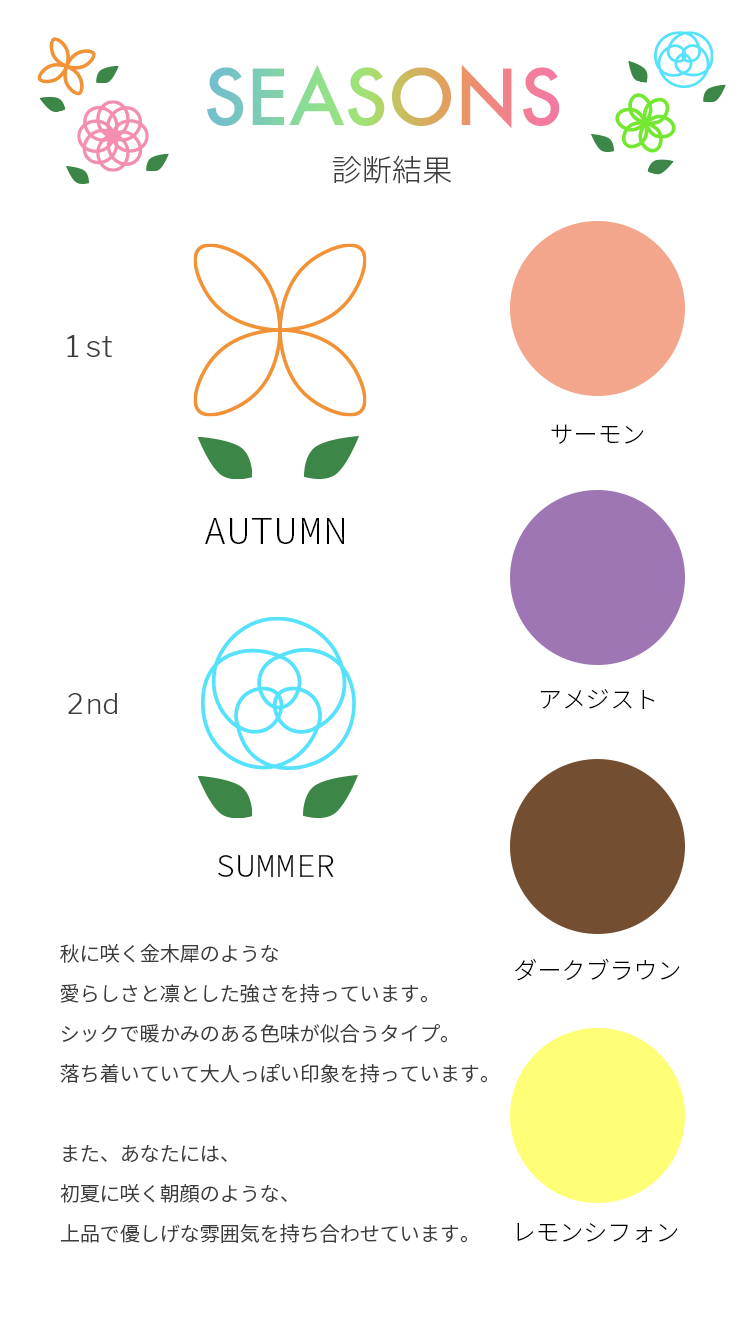 SEASONS
診断結果
1st
AUTUMN
サーモン
アメジスト
2nd
SUMMER
ダークブラウン
秋に咲く金木犀のような
愛らしさと凛とした強さを持っています。
シックで暖かみのある色味が似合うタイプ。
落ち着いていて大人っぽい印象を持っています。
また、あなたには、
初夏に咲く朝顔のような、
上品で優しげな雰囲気を持ち合わせています。
レモンシフォン